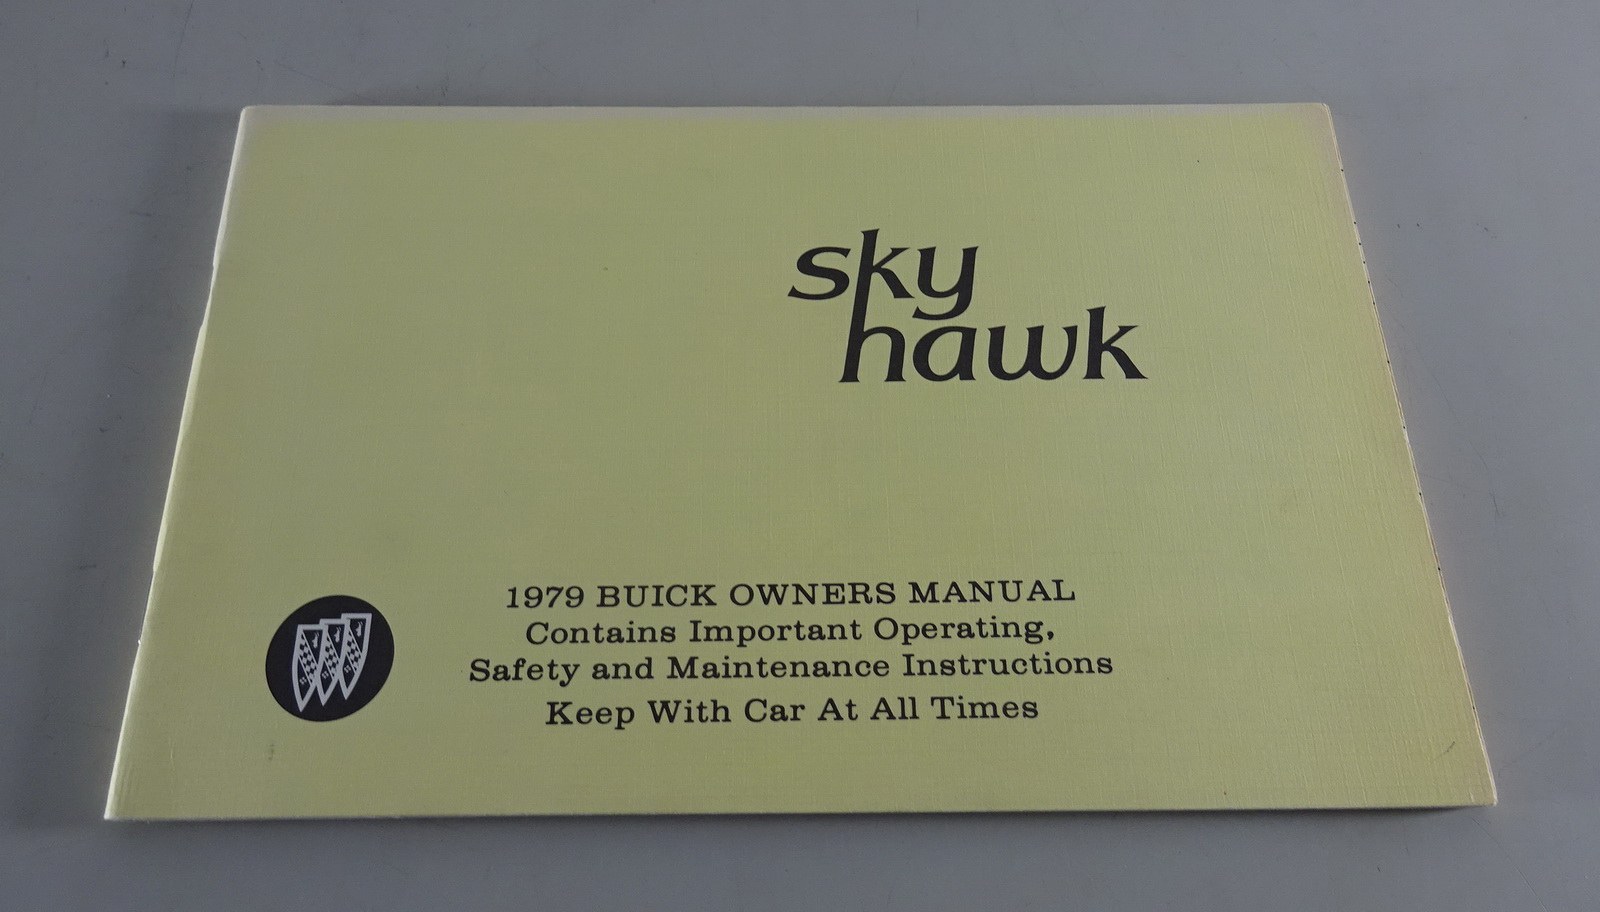 sky
hawk
1979 BUICK OWNERS MANUAL
Contains Important Operating,
Safety and Maintenance Instructions
Keep With Car At All Times